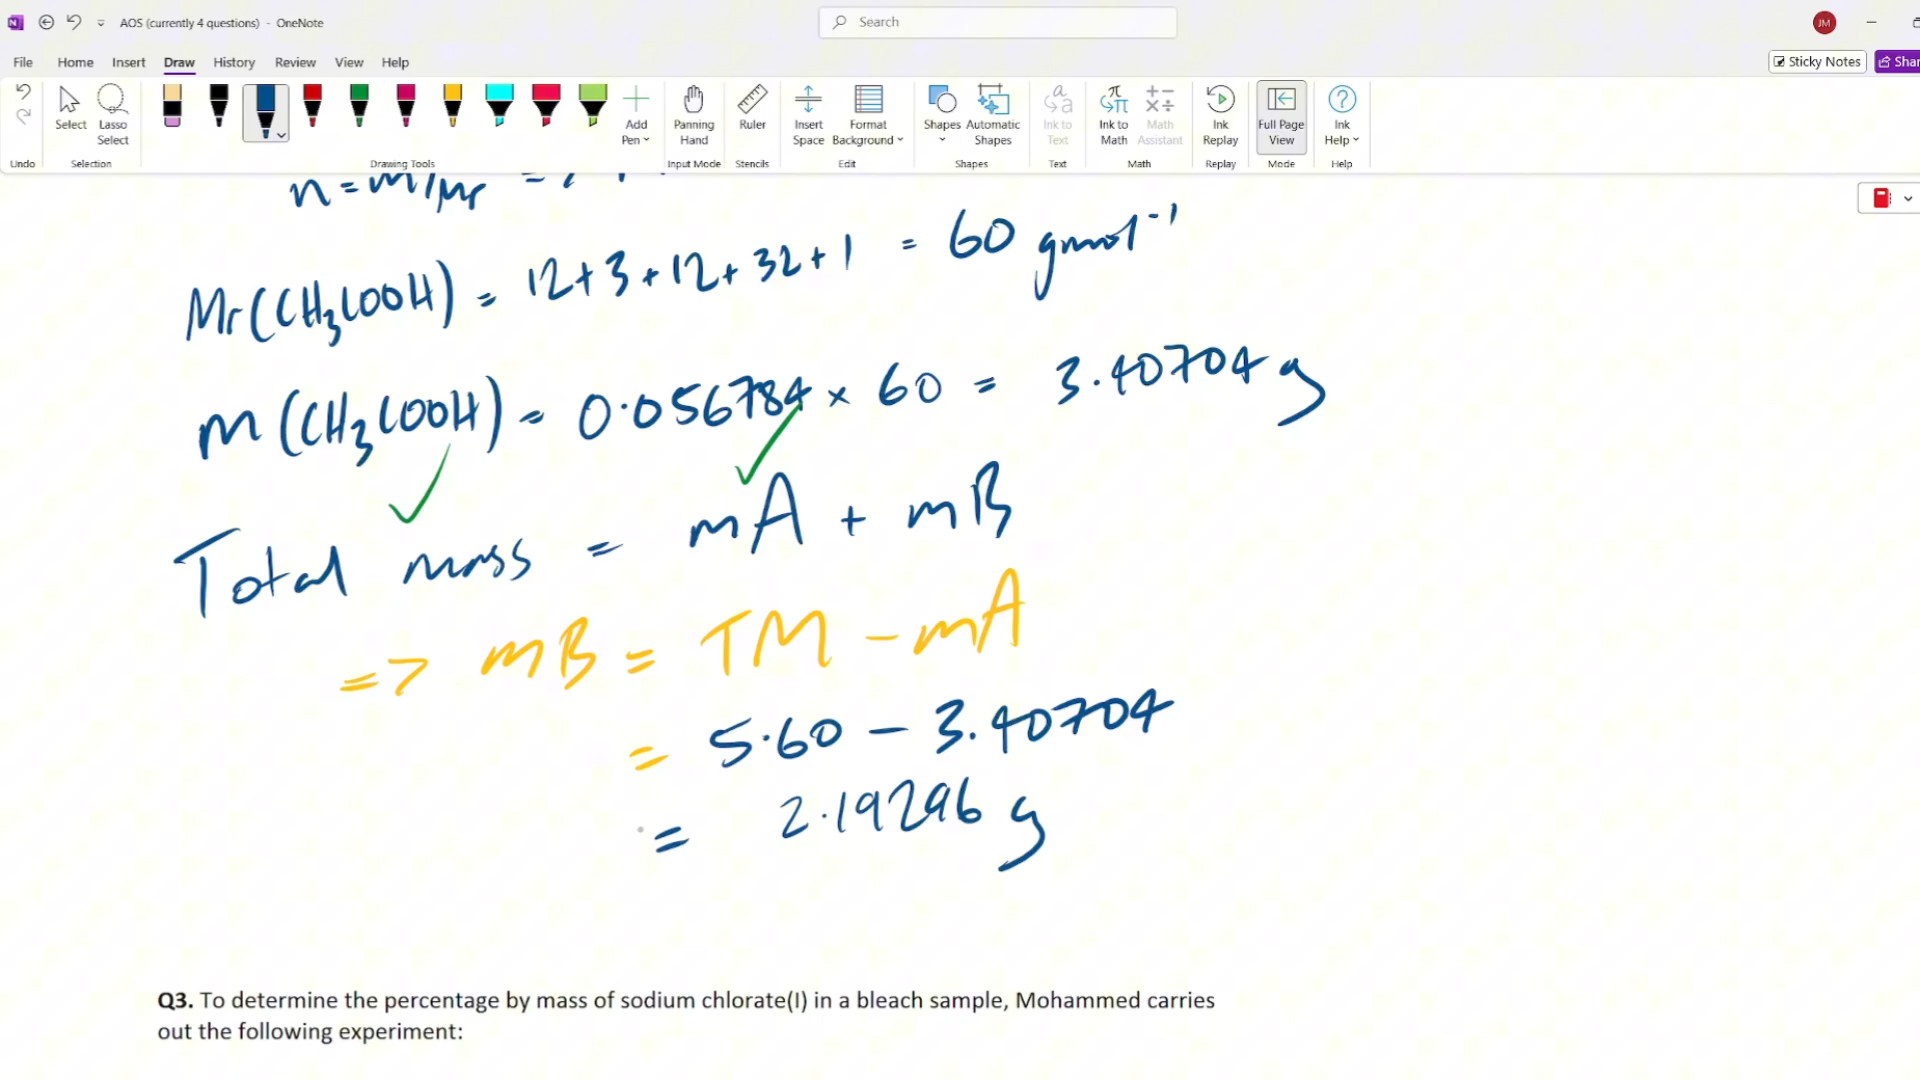 AOS (currently 4 questions) - OneNote
Search
JM
File Home Insert Draw History Review View Help
Sticky Notes
Shar
Undo
Select
Lasso Select
Selection
Drawing Tools
Add Pen
Panning Hand
Input Mode
Ruler
Stencils
Insert Space
Format Background
Edit
Shapes
Automatic Shapes
Shapes
Ink to Text
Text
Ink to Math
Math Assistant
Math
Ink Replay
Replay
Full Page View
Mode
Ink Help
Help
n = m/Mr =>
Mr(CH3COOH) = 12+3+12+32+1 = 60 gmol⁻¹
m(CH3COOH) = 0.056784 × 60 = 3.40704 g
Total mass = mA + mB
=> mB = TM - mA
= 5.60 - 3.40704
= 2.19296 g
Q3. To determine the percentage by mass of sodium chlorate(I) in a bleach sample, Mohammed carries
out the following experiment: